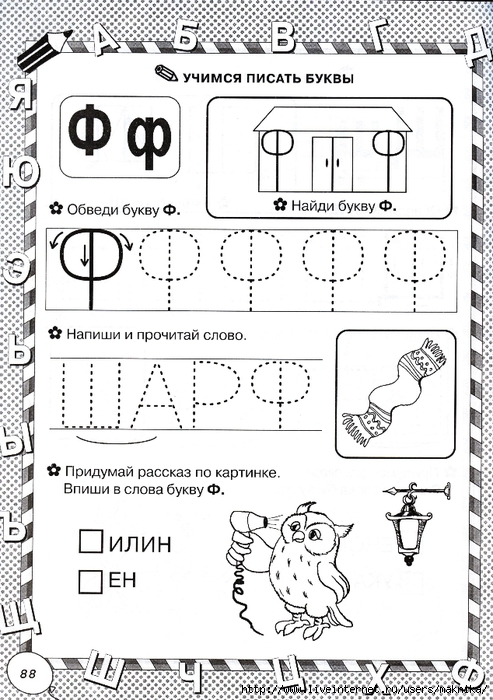 А Б В Г Д
УЧИМСЯ ПИСАТЬ БУКВЫ
Ф ф
Найди букву Ф.
Обведи букву Ф.
Ф Ф Ф Ф Ф
Напиши и прочитай слово.
ШАРФ
Придумай рассказ по картинке.
Впиши в слова букву Ф.
ИЛИН
ЕН
Я
Ю
Э
Ь
Ы
Ъ
Щ
88
Ш Ч Ц Х Ф
http://www.liveinternet.ru/users/maknika/